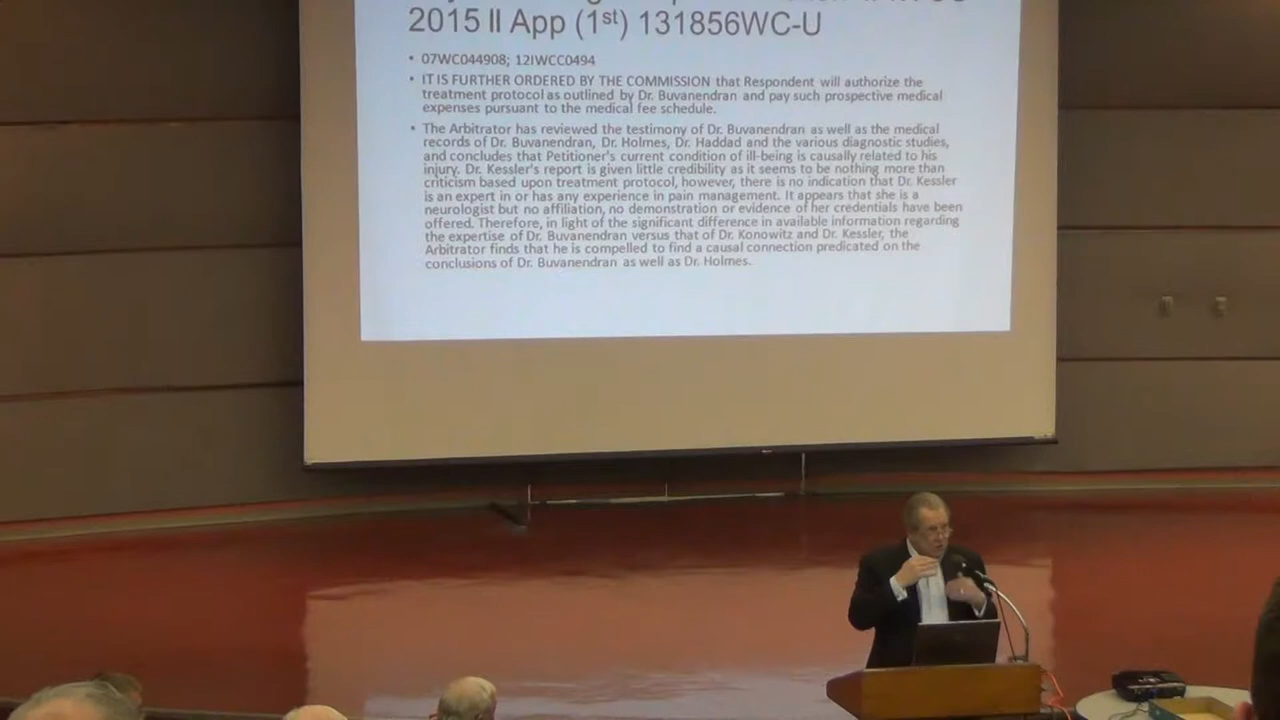 2015 Il App (1st) 131856WC-U
• 07WC044908; 12IWCC0494
• IT IS FURTHER ORDERED BY THE COMMISSION that Respondent will authorize the
treatment protocol as outlined by Dr. Buvanendran and pay such prospective medical
expenses pursuant to the medical fee schedule.
• The Arbitrator has reviewed the testimony of Dr. Buvanendran as well as the medical
records of Dr. Buvanendran, Dr. Holmes, Dr. Haddad and the various diagnostic studies,
and concludes that Petitioner's current condition of ill-being is causally related to his
injury. Dr. Kessler's report is given little credibility as it seems to be nothing more than
criticism based upon treatment protocol, however, there is no indication that Dr. Kessler
is an expert in or has any experience in pain management. It appears that she is a
neurologist but no affiliation, no demonstration or evidence of her credentials have been
offered. Therefore, in light of the significant difference in available information regarding
the expertise of Dr. Buvanendran versus that of Dr. Konowitz and Dr. Kessler, the
Arbitrator finds that he is compelled to find a causal connection predicated on the
conclusions of Dr. Buvanendran as well as Dr. Holmes.